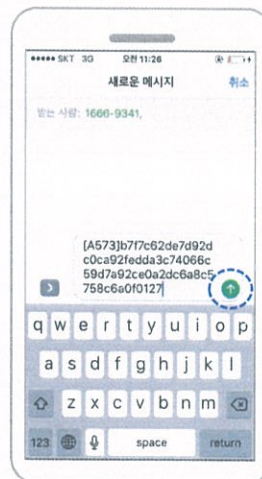 SKT 3G 오전 11:26
새로운 메시지 취소
받는 사람: 1666-9341,
[A573]b7f7c62de7d92d
c0ca92fedda3c74066c
59d7a92ce0a2dc6a8c5
758c6a0f0127
q w e r t y u i o p
a s d f g h j k l
z x c v b n m
123 space return